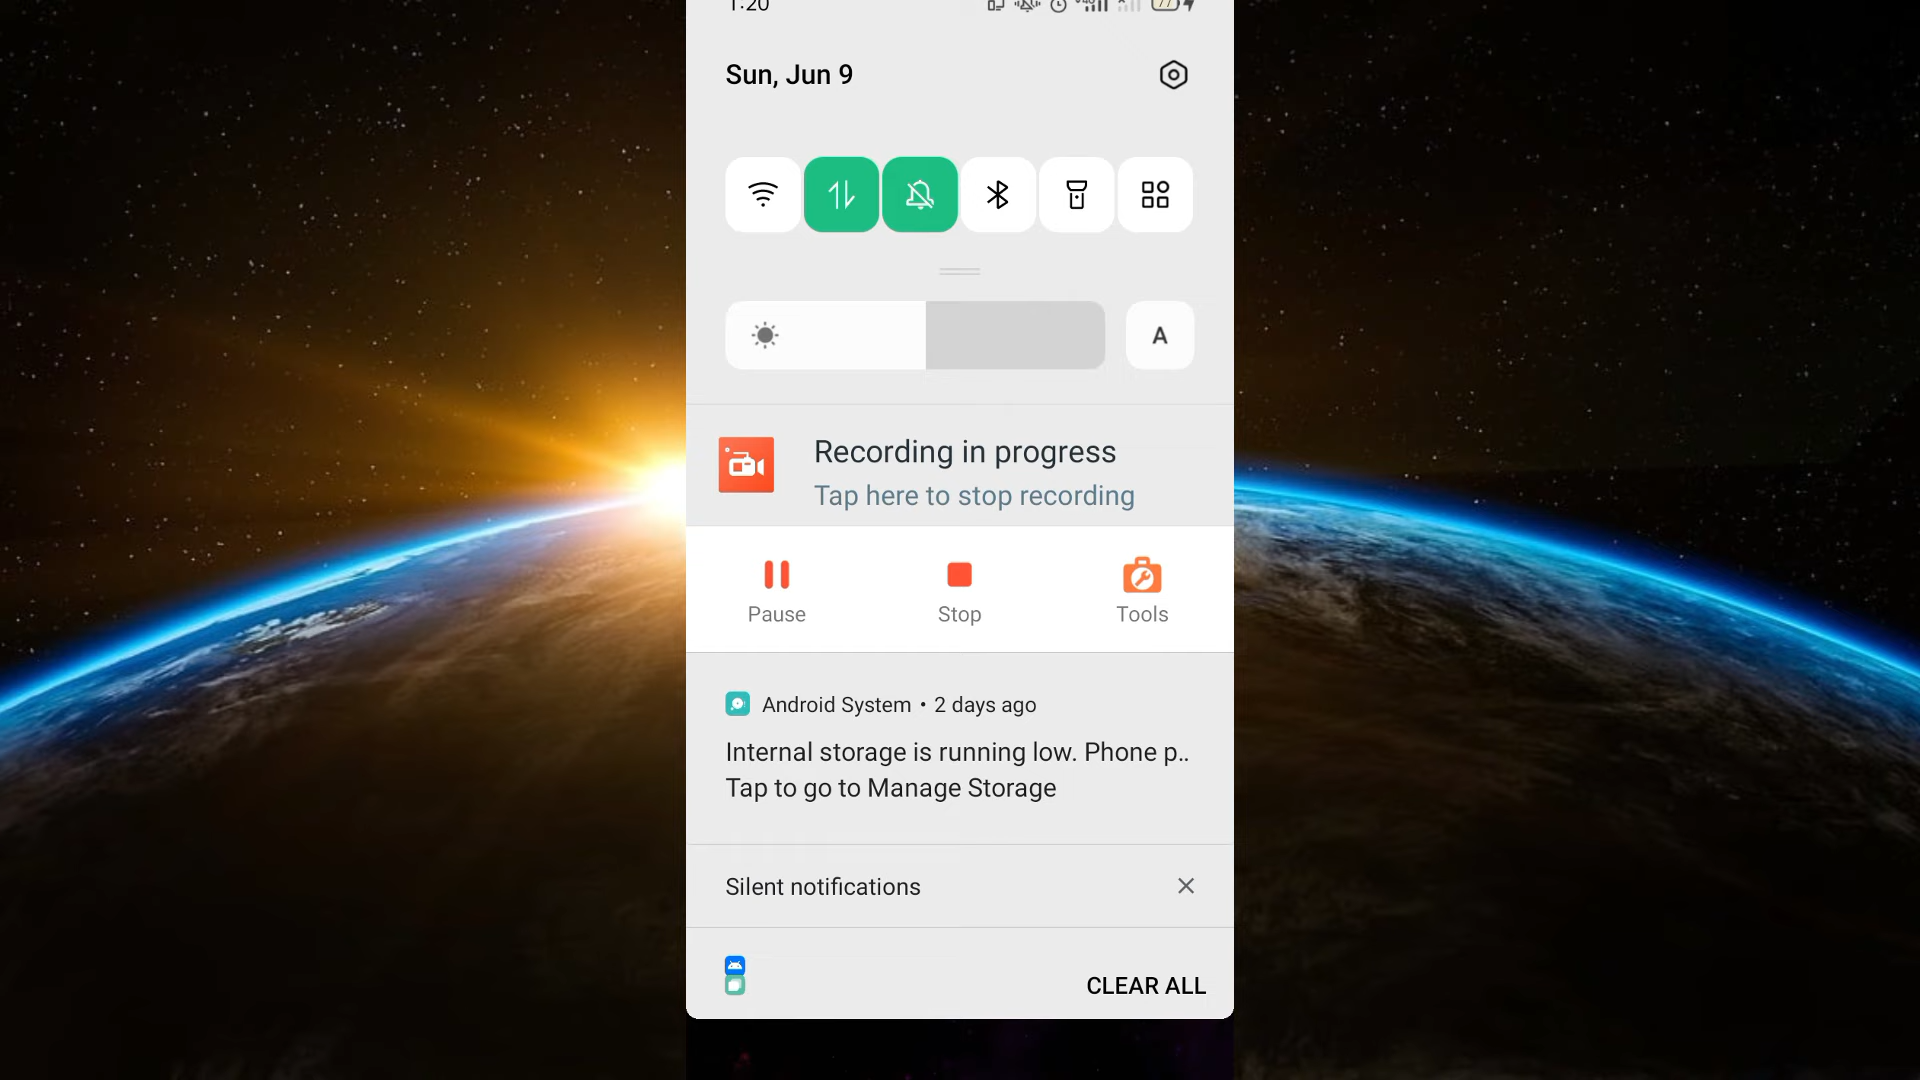 1:20
77
Sun, Jun 9
A
Recording in progress
Tap here to stop recording
Pause
Stop
Tools
Android System • 2 days ago
Internal storage is running low. Phone p..
Tap to go to Manage Storage
Silent notifications
CLEAR ALL